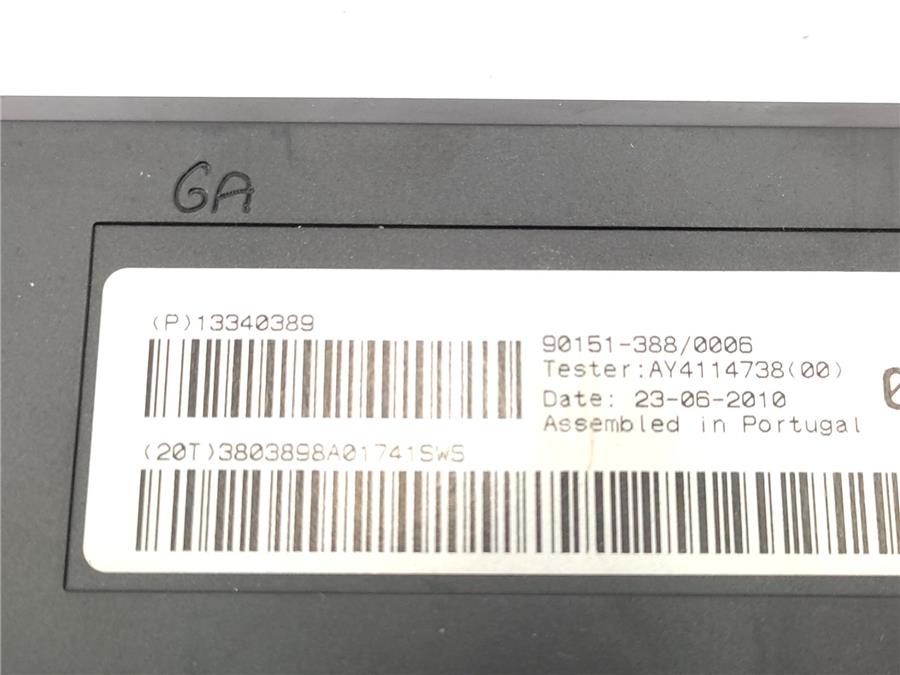 GA
(P)13340389
90151-388/0006
Tester:AY4114738(00)
Date: 23-06-2010
Assembled in Portugal
(20T)3803898A01741SWS